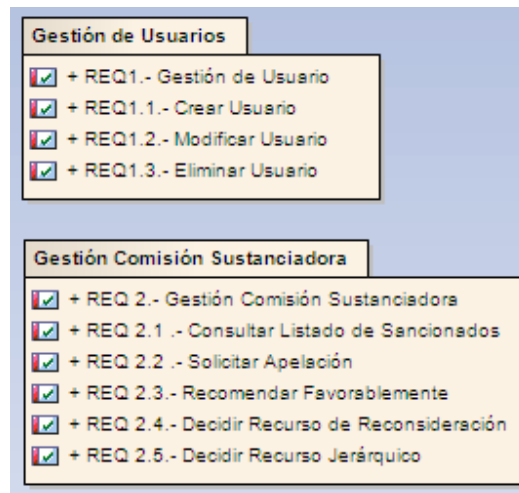 Gestión de Usuarios
+ REQ1.- Gestión de Usuario
+ REQ1.1.- Crear Usuario
+ REQ1.2.- Modificar Usuario
+ REQ1.3.- Eliminar Usuario
Gestión Comisión Sustanciadora
+ REQ 2.- Gestión Comisión Sustanciadora
+ REQ 2.1 .- Consultar Listado de Sancionados
+ REQ 2.2 .- Solicitar Apelación
+ REQ 2.3.- Recomendar Favorablemente
+ REQ 2.4.- Decidir Recurso de Reconsideración
+ REQ 2.5.- Decidir Recurso Jerárquico